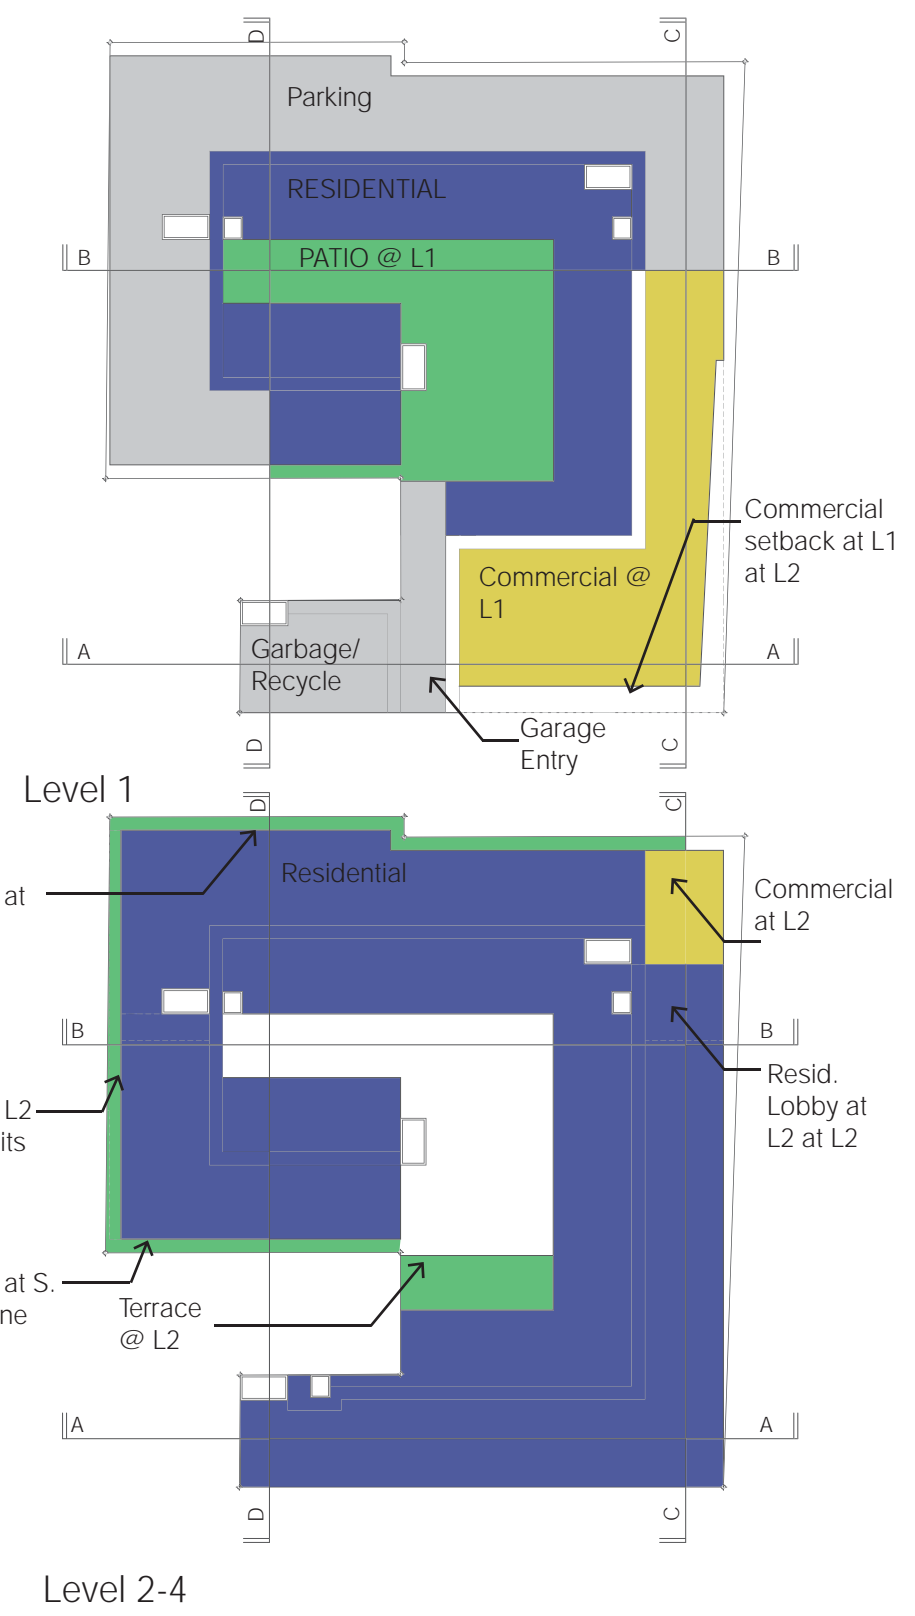 D
C
Parking
RESIDENTIAL
PATIO @ L1
B
B
Commercial
setback at L1
at L2
Commercial @
L1
A
A
Garbage/
Recycle
Garage
Entry
D
C
Level 1
D
C
Residential
at
Commercial
at L2
B
B
Resid.
Lobby at
L2 at L2
L2
its
at S.
ne
Terrace
@ L2
A
A
D
C
Level 2-4